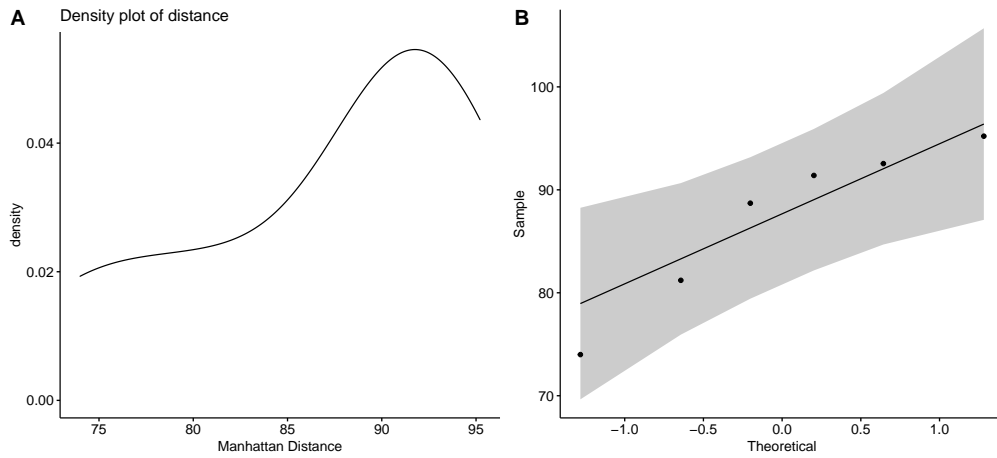 A
Density plot of distance
density
0.04
0.02
0.00
75 80 85 90 95
Manhattan Distance
B
Sample
100
90
80
70
−1.0 −0.5 0.0 0.5 1.0
Theoretical